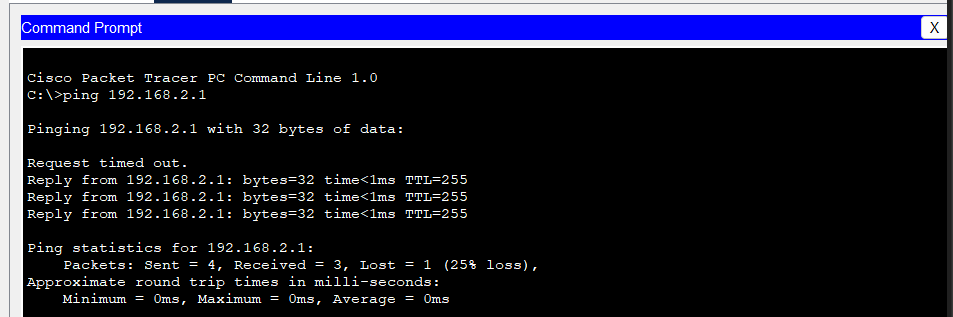 Command Prompt
X
Cisco Packet Tracer PC Command Line 1.0
C:\>ping 192.168.2.1
Pinging 192.168.2.1 with 32 bytes of data:
Request timed out.
Reply from 192.168.2.1: bytes=32 time<1ms TTL=255
Reply from 192.168.2.1: bytes=32 time<1ms TTL=255
Reply from 192.168.2.1: bytes=32 time<1ms TTL=255
Ping statistics for 192.168.2.1:
    Packets: Sent = 4, Received = 3, Lost = 1 (25% loss),
Approximate round trip times in milli-seconds:
    Minimum = 0ms, Maximum = 0ms, Average = 0ms